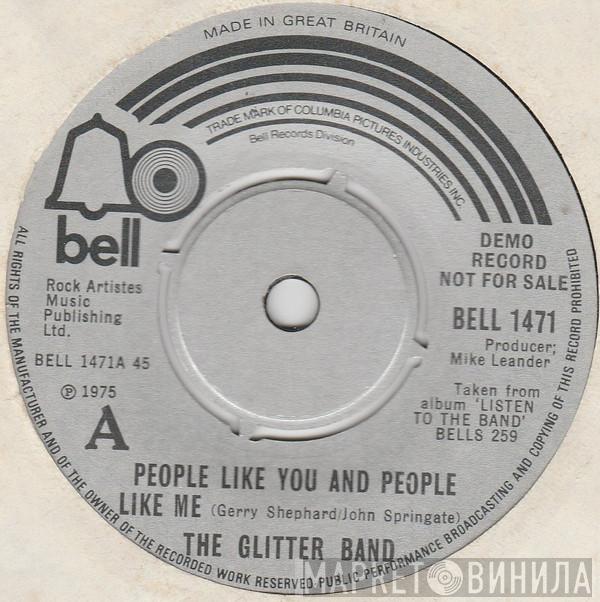 MADE IN GREAT BRITAIN
TRADE MARK OF COLUMBIA PICTURES INDUSTRIES INC.
Bell Records Division
bell
Rock Artistes
Music
Publishing
Ltd.
BELL 1471A 45
℗ 1975
A
DEMO
RECORD
NOT FOR SALE
BELL 1471
Producer;
Mike Leander
Taken from
album 'LISTEN
TO THE BAND'
BELLS 259
PEOPLE LIKE YOU AND PEOPLE
LIKE ME (Gerry Shephard/John Springate)
THE GLITTER BAND
ALL RIGHTS OF THE MANUFACTURER AND OF THE OWNER OF THE RECORDED WORK RESERVED·PUBLIC PERFORMANCE BROADCASTING AND COPYING OF THIS RECORD PROHIBITED
МАРКЕТ ВИНИЛА